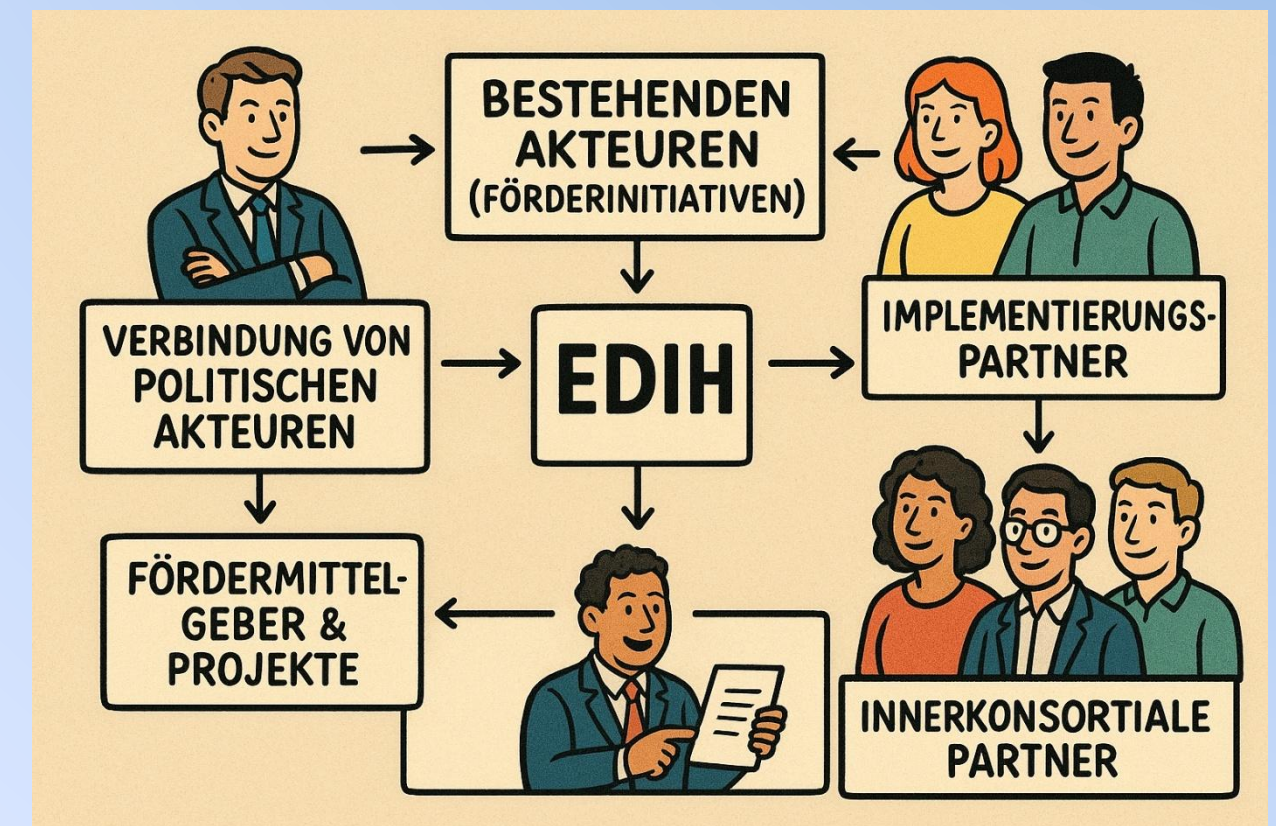 BESTEHENDEN
AKTEUREN
(FÖRDERINITIATIVEN)
VERBINDUNG VON
POLITISCHEN
AKTEUREN
EDIH
IMPLEMENTIERUNGS-
PARTNER
FÖRDERMITTEL-
GEBER &
PROJEKTE
INNERKONSORTIALE
PARTNER